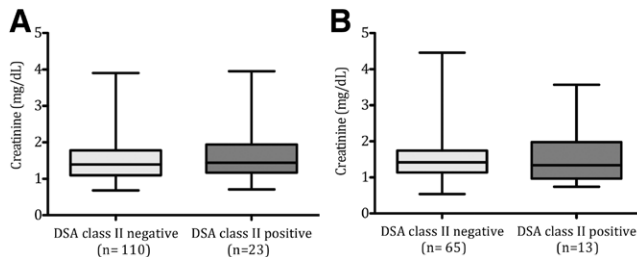 A
Creatinine (mg/dL)
5
4
3
2
1
0
DSA class II negative
(n= 110)
DSA class II positive
(n=23)
B
Creatinine (mg/dL)
5
4
3
2
1
0
DSA class II negative
(n= 65)
DSA class II positive
(n=13)